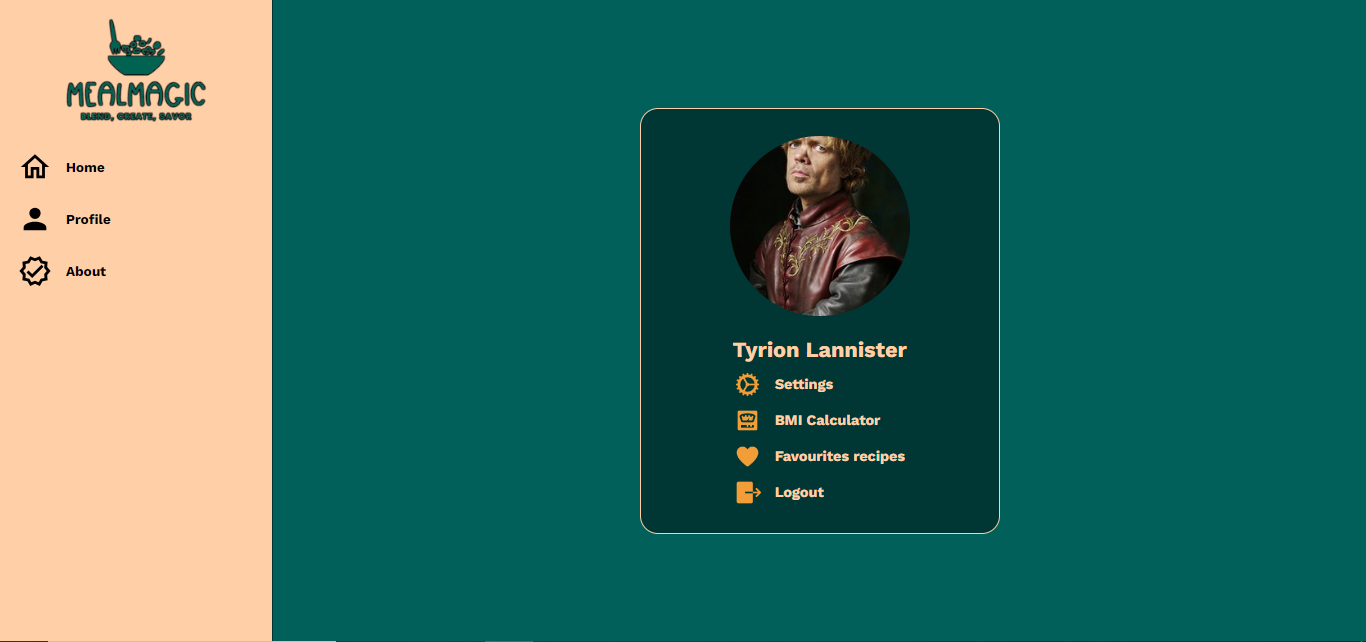 MEALMAGIC
BLEND, CREATE, SAVOR
Home
Profile
About
Tyrion Lannister
Settings
BMI Calculator
Favourites recipes
Logout